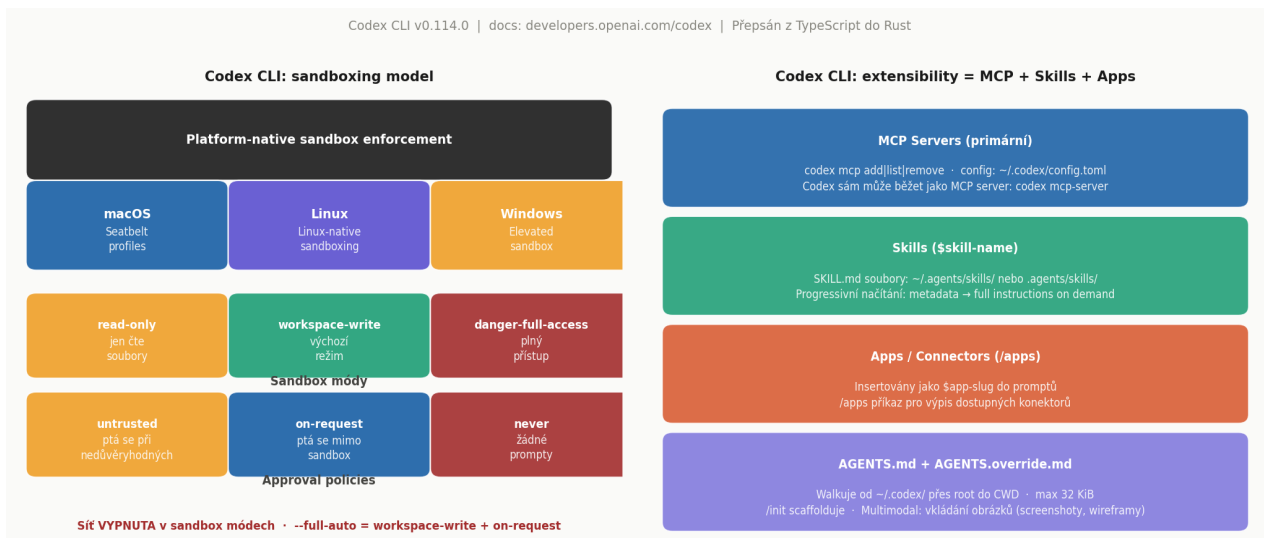 Codex CLI v0.114.0 | docs: developers.openai.com/codex | Přepsán z TypeScript do Rust
Codex CLI: sandboxing model
Platform-native sandbox enforcement
macOS
Seatbelt
profiles
Linux
Linux-native
sandboxing
Windows
Elevated
sandbox
read-only
jen čte
soubory
workspace-write
výchozí
režim
danger-full-access
plný
přístup
Sandbox módy
untrusted
ptá se při
nedůvěryhodných
on-request
ptá se mimo
sandbox
never
žádné
prompty
Approval policies
Síť VYPNUTA v sandbox módech · --full-auto = workspace-write + on-request
Codex CLI: extensibility = MCP + Skills + Apps
MCP Servers (primární)
codex mcp add|list|remove · config: ~/.codex/config.toml
Codex sám může běžet jako MCP server: codex mcp-server
Skills ($skill-name)
SKILL.md soubory: ~/.agents/skills/ nebo .agents/skills/
Progressivní načítání: metadata → full instructions on demand
Apps / Connectors (/apps)
Insertovány jako $app-slug do promptů
/apps příkaz pro výpis dostupných konektorů
AGENTS.md + AGENTS.override.md
Walkuje od ~/.codex/ přes root do CWD · max 32 KiB
/init scaffolduje · Multimodal: vkládání obrázků (screenshoty, wireframy)